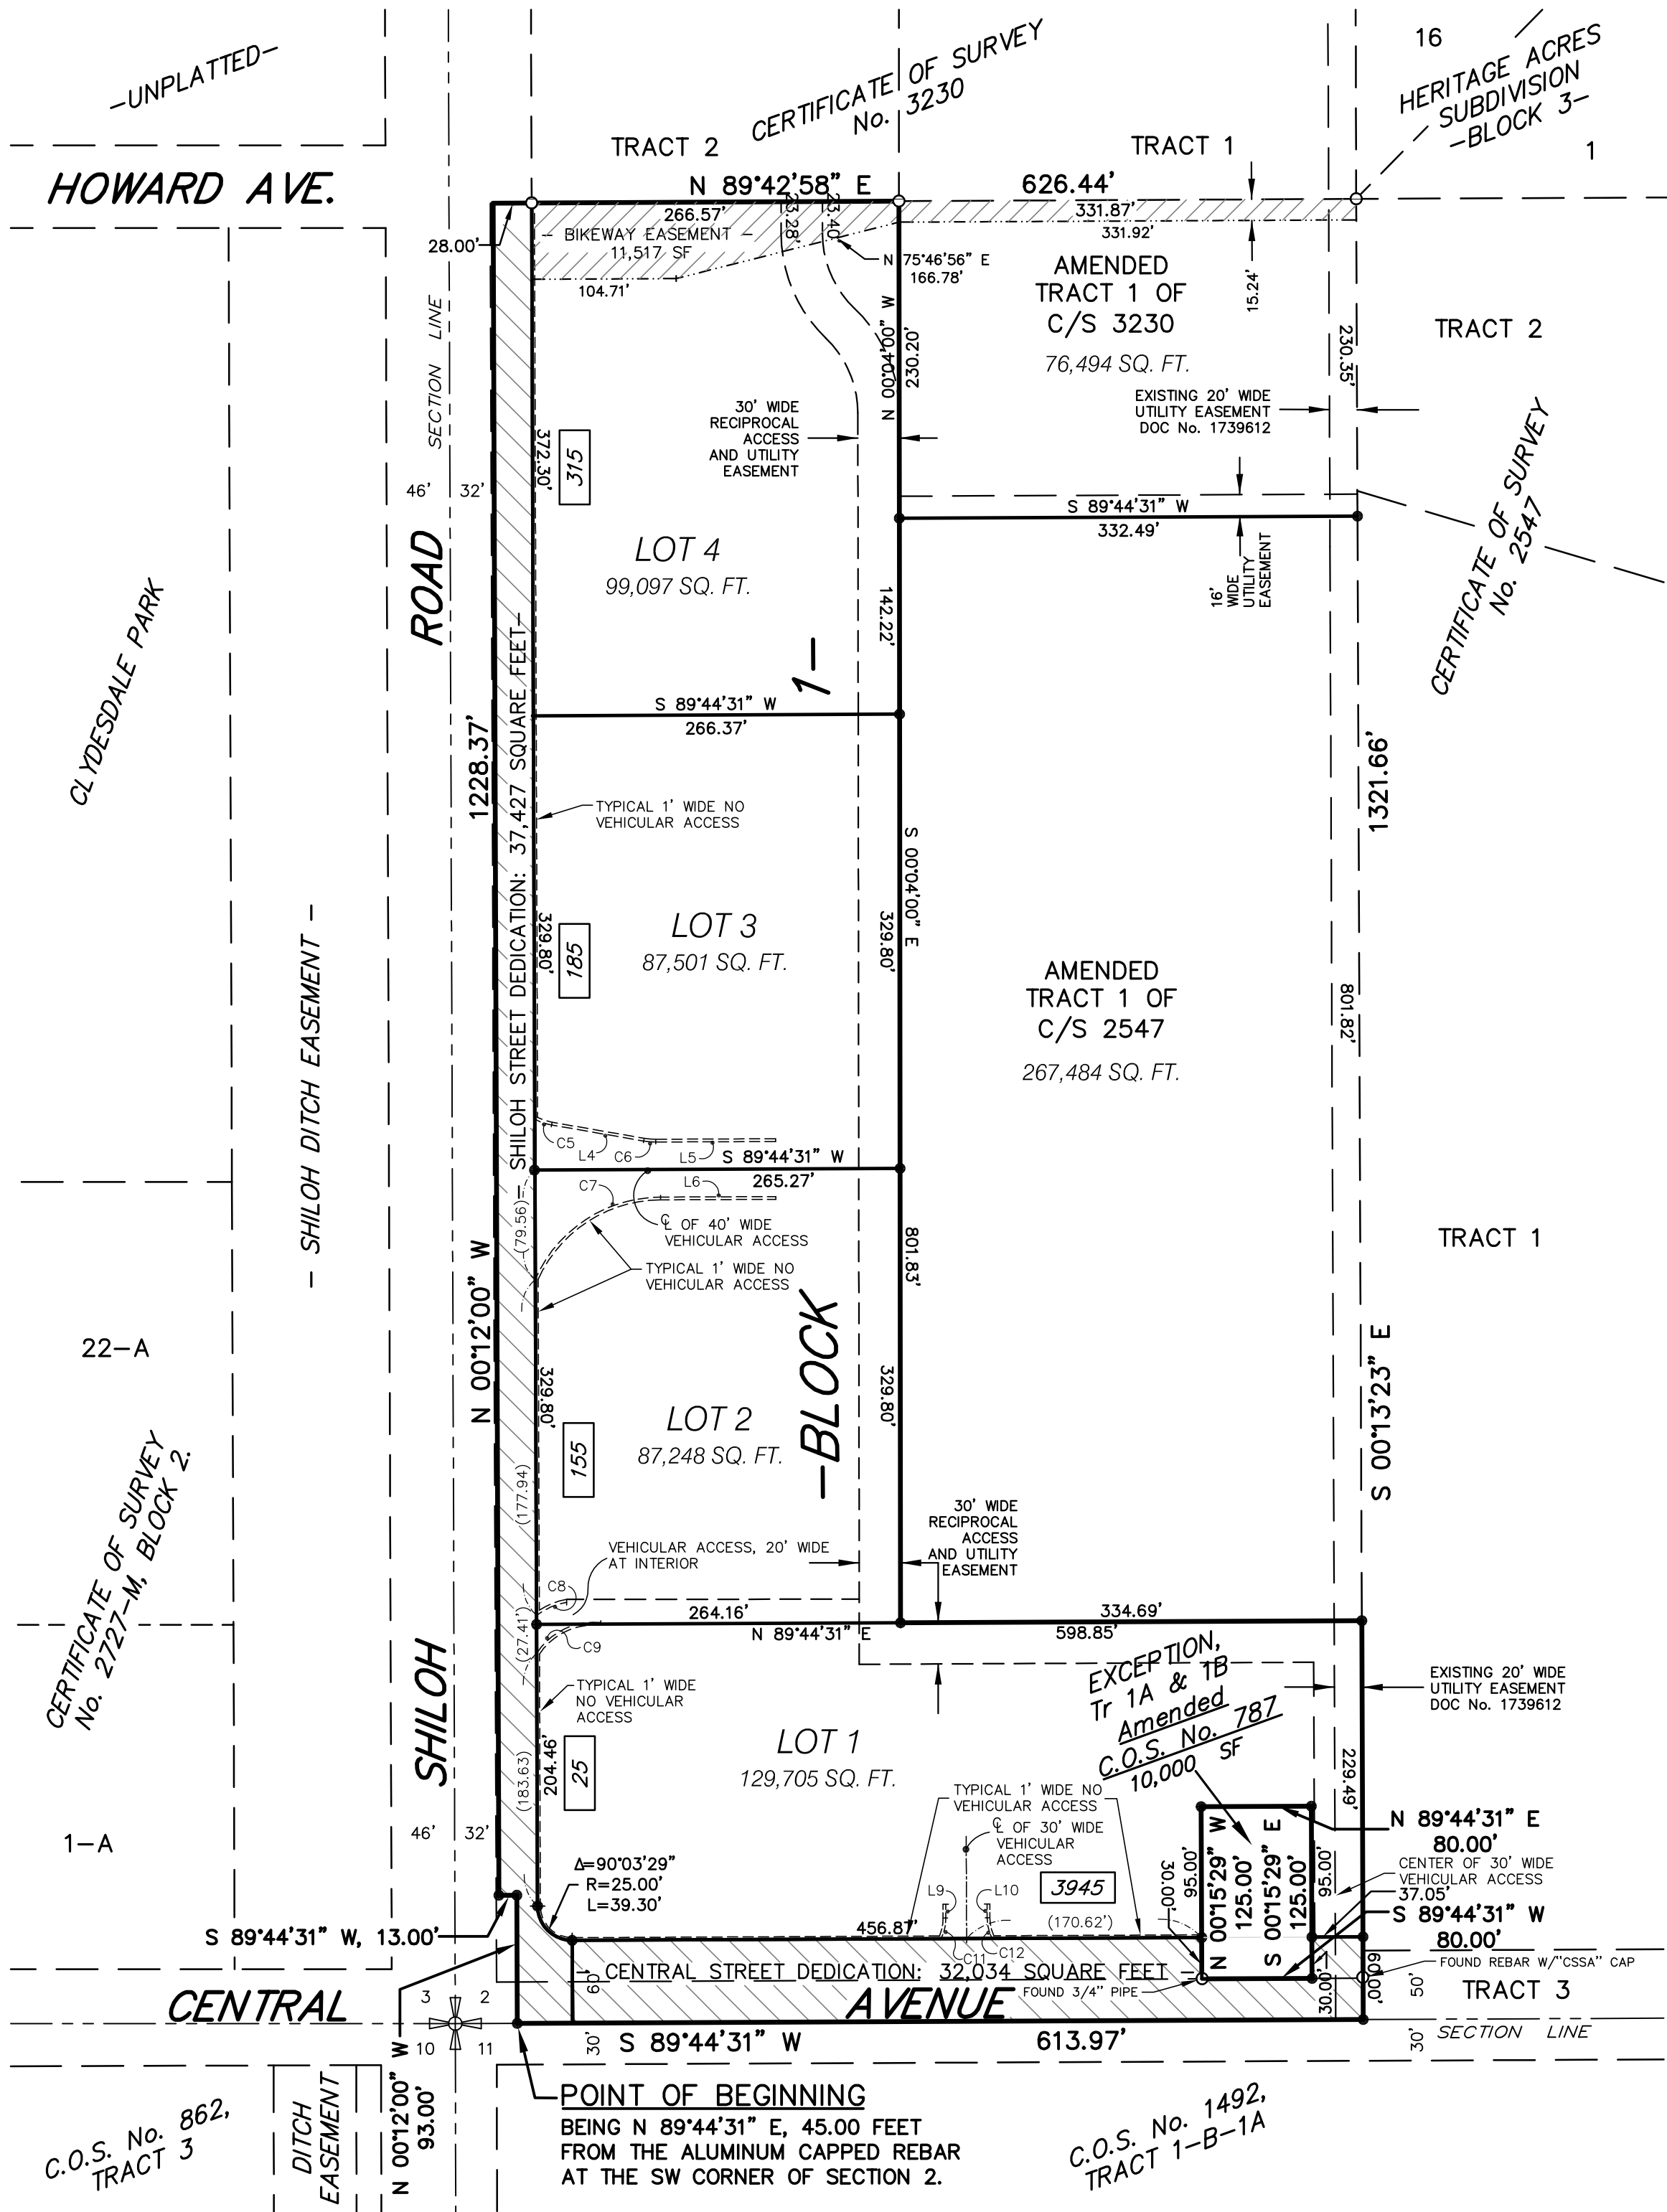 -UNPLATTED-
CERTIFICATE OF SURVEY
No. 3230
16
HERITAGE ACRES
SUBDIVISION
-BLOCK 3-
1
TRACT 2
TRACT 1
HOWARD AVE.
N 89°42'58" E
626.44'
28.00'
266.57'
331.87'
331.92'
BIKEWAY EASEMENT
11,517 SF
23.28'
23.40'
104.71'
N 75°46'56" E
166.78'
15.24'
AMENDED
TRACT 1 OF
C/S 3230
76,494 SQ. FT.
TRACT 2
SECTION LINE
N 00°04'00" W
230.20'
230.35'
EXISTING 20' WIDE
UTILITY EASEMENT
DOC No. 1739612
30' WIDE
RECIPROCAL
ACCESS
AND UTILITY
EASEMENT
372.30'
315
46' 32'
S 89°44'31" W
332.49'
16'
WIDE
UTILITY
EASEMENT
CERTIFICATE OF SURVEY
No. 2547
ROAD
LOT 4
99,097 SQ. FT.
142.22'
CLYDESDALE PARK
1-
S 89°44'31" W
266.37'
1228.37'
SHILOH STREET DEDICATION: 37,427 SQUARE FEET
1321.66'
TYPICAL 1' WIDE NO
VEHICULAR ACCESS
S 00°04'00" E
LOT 3
87,501 SQ. FT.
329.80'
185
329.80'
AMENDED
TRACT 1 OF
C/S 2547
267,484 SQ. FT.
801.82'
- SHILOH DITCH EASEMENT -
C5
L4
C6
L5
S 89°44'31" W
265.27'
C7
L6
(79.56)
℄ OF 40' WIDE
VEHICULAR ACCESS
TYPICAL 1' WIDE NO
VEHICULAR ACCESS
801.83'
TRACT 1
N 00°12'00" W
22-A
-BLOCK
S 00°13'23" E
329.80'
329.80'
LOT 2
87,248 SQ. FT.
155
(177.94)
CERTIFICATE OF SURVEY
No. 2727-M, BLOCK 2.
30' WIDE
RECIPROCAL
ACCESS
AND UTILITY
EASEMENT
VEHICULAR ACCESS, 20' WIDE
AT INTERIOR
C8
264.16'
334.69'
N 89°44'31" E
598.85'
(27.41')
C9
EXCEPTION,
Tr 1A & 1B
Amended
C.O.S. No. 787
10,000 SF
EXISTING 20' WIDE
UTILITY EASEMENT
DOC No. 1739612
TYPICAL 1' WIDE
NO VEHICULAR
ACCESS
SHILOH
LOT 1
129,705 SQ. FT.
204.46'
25
(183.63)
229.49'
TYPICAL 1' WIDE NO
VEHICULAR ACCESS
℄ OF 30' WIDE
VEHICULAR
ACCESS
1-A
46' 32'
N 89°44'31" E
80.00'
CENTER OF 30' WIDE
VEHICULAR ACCESS
37.05'
S 89°44'31" W
80.00'
Δ=90°03'29"
R=25.00'
L=39.30'
L9
L10
3945
30.00'
95.00'
N 00°15'29" W
125.00'
S 00°15'29" E
125.00'
95.00'
S 89°44'31" W, 13.00'
456.87'
(170.62')
C11
C12
60'
CENTRAL STREET DEDICATION: 32,034 SQUARE FEET
FOUND 3/4" PIPE
30.00'
60.00'
FOUND REBAR W/"CSSA" CAP
50'
TRACT 3
CENTRAL
AVENUE
3 2
10 11
30'
S 89°44'31" W
613.97'
30'
SECTION LINE
N 00°12'00" W
93.00'
POINT OF BEGINNING
BEING N 89°44'31" E, 45.00 FEET
FROM THE ALUMINUM CAPPED REBAR
AT THE SW CORNER OF SECTION 2.
C.O.S. No. 862,
TRACT 3
DITCH
EASEMENT
C.O.S. No. 1492,
TRACT 1-B-1A